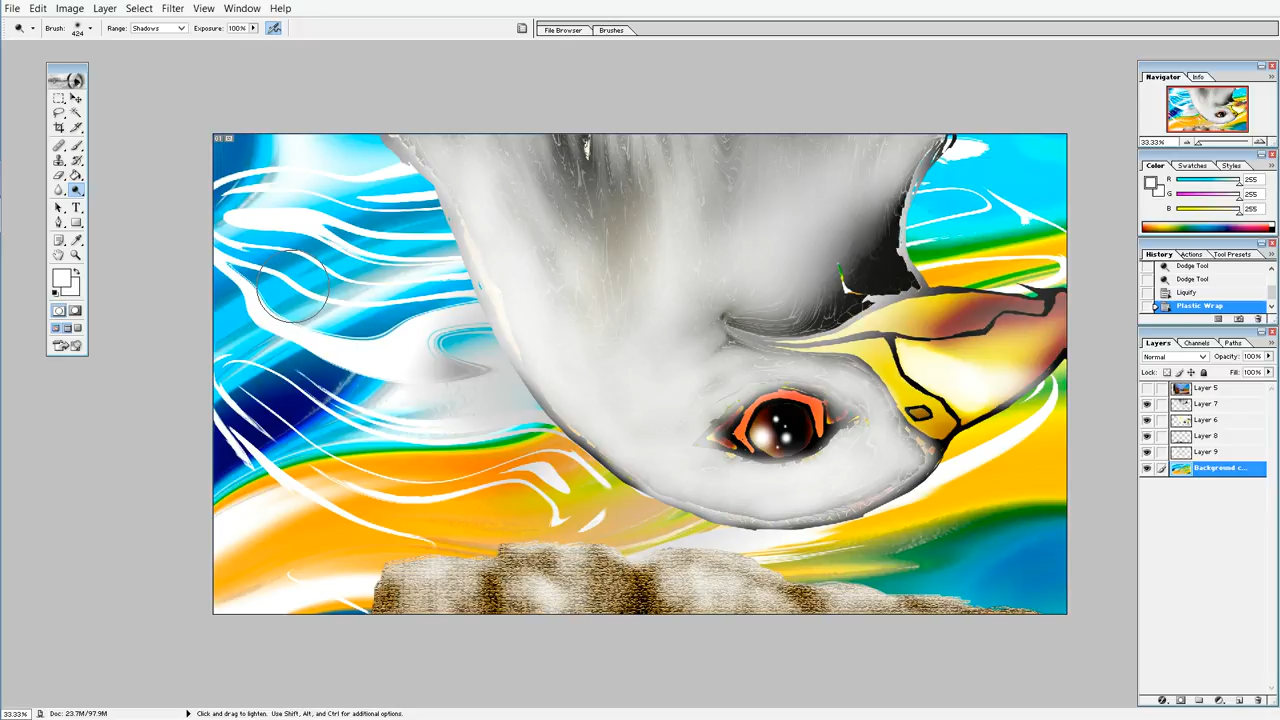 File Edit Image Layer Select Filter View Window Help
Brush: 424 Range: Shadows Exposure: 100% File Browser Brushes
Navigator Info
01
33.33%
Color Swatches Styles
R 255
G 255
B 255
History Actions Tool Presets
Dodge Tool
Dodge Tool
Liquify
Plastic Wrap
Layers Channels Paths
Normal Opacity: 100%
Lock: Fill: 100%
Layer 5
Layer 7
Layer 6
Layer 8
Layer 9
Background c...
33.33% Doc: 23.7M/97.9M Click and drag to lighten. Use Shift, Alt, and Ctrl for additional options.